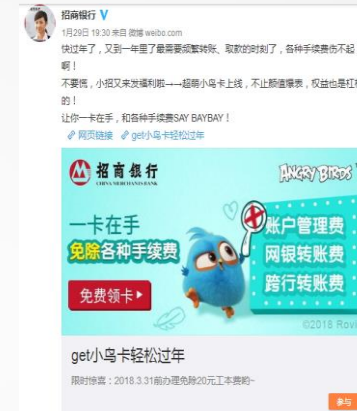 招商银行 V
1月29日 19:30 来自 微博 weibo.com
快过年了，又到一年里了最需要频繁转账、取款的时刻了，各种手续费伤不起
啊！
不要慌，小招又来发福利啦→→超萌小鸟卡上线，不止颜值爆表，权益也是杠
的！
让你一卡在手，和各种手续费SAY BAYBAY！
网页链接 get小鸟卡轻松过年
招商银行
CHINA MERCHANTS BANK
ANGRY BIRDS
一卡在手
免除各种手续费
免费领卡
账户管理费
网银转账费
跨行转账费
©2018 Rovi
get小鸟卡轻松过年
限时惊喜：2018.3.31前办理免除20元工本费哟~
参与